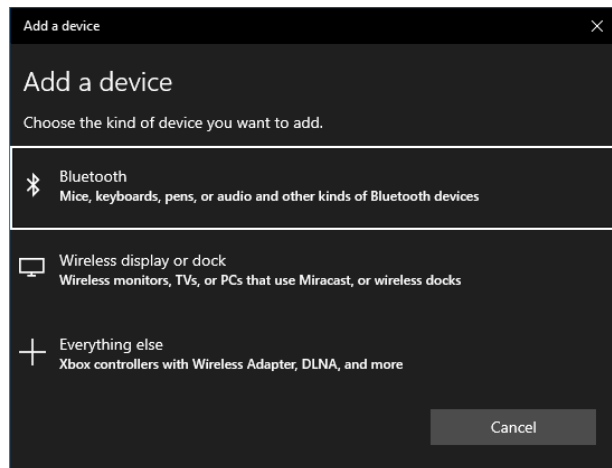 Add a device
Add a device
Choose the kind of device you want to add.
Bluetooth
Mice, keyboards, pens, or audio and other kinds of Bluetooth devices
Wireless display or dock
Wireless monitors, TVs, or PCs that use Miracast, or wireless docks
Everything else
Xbox controllers with Wireless Adapter, DLNA, and more
Cancel